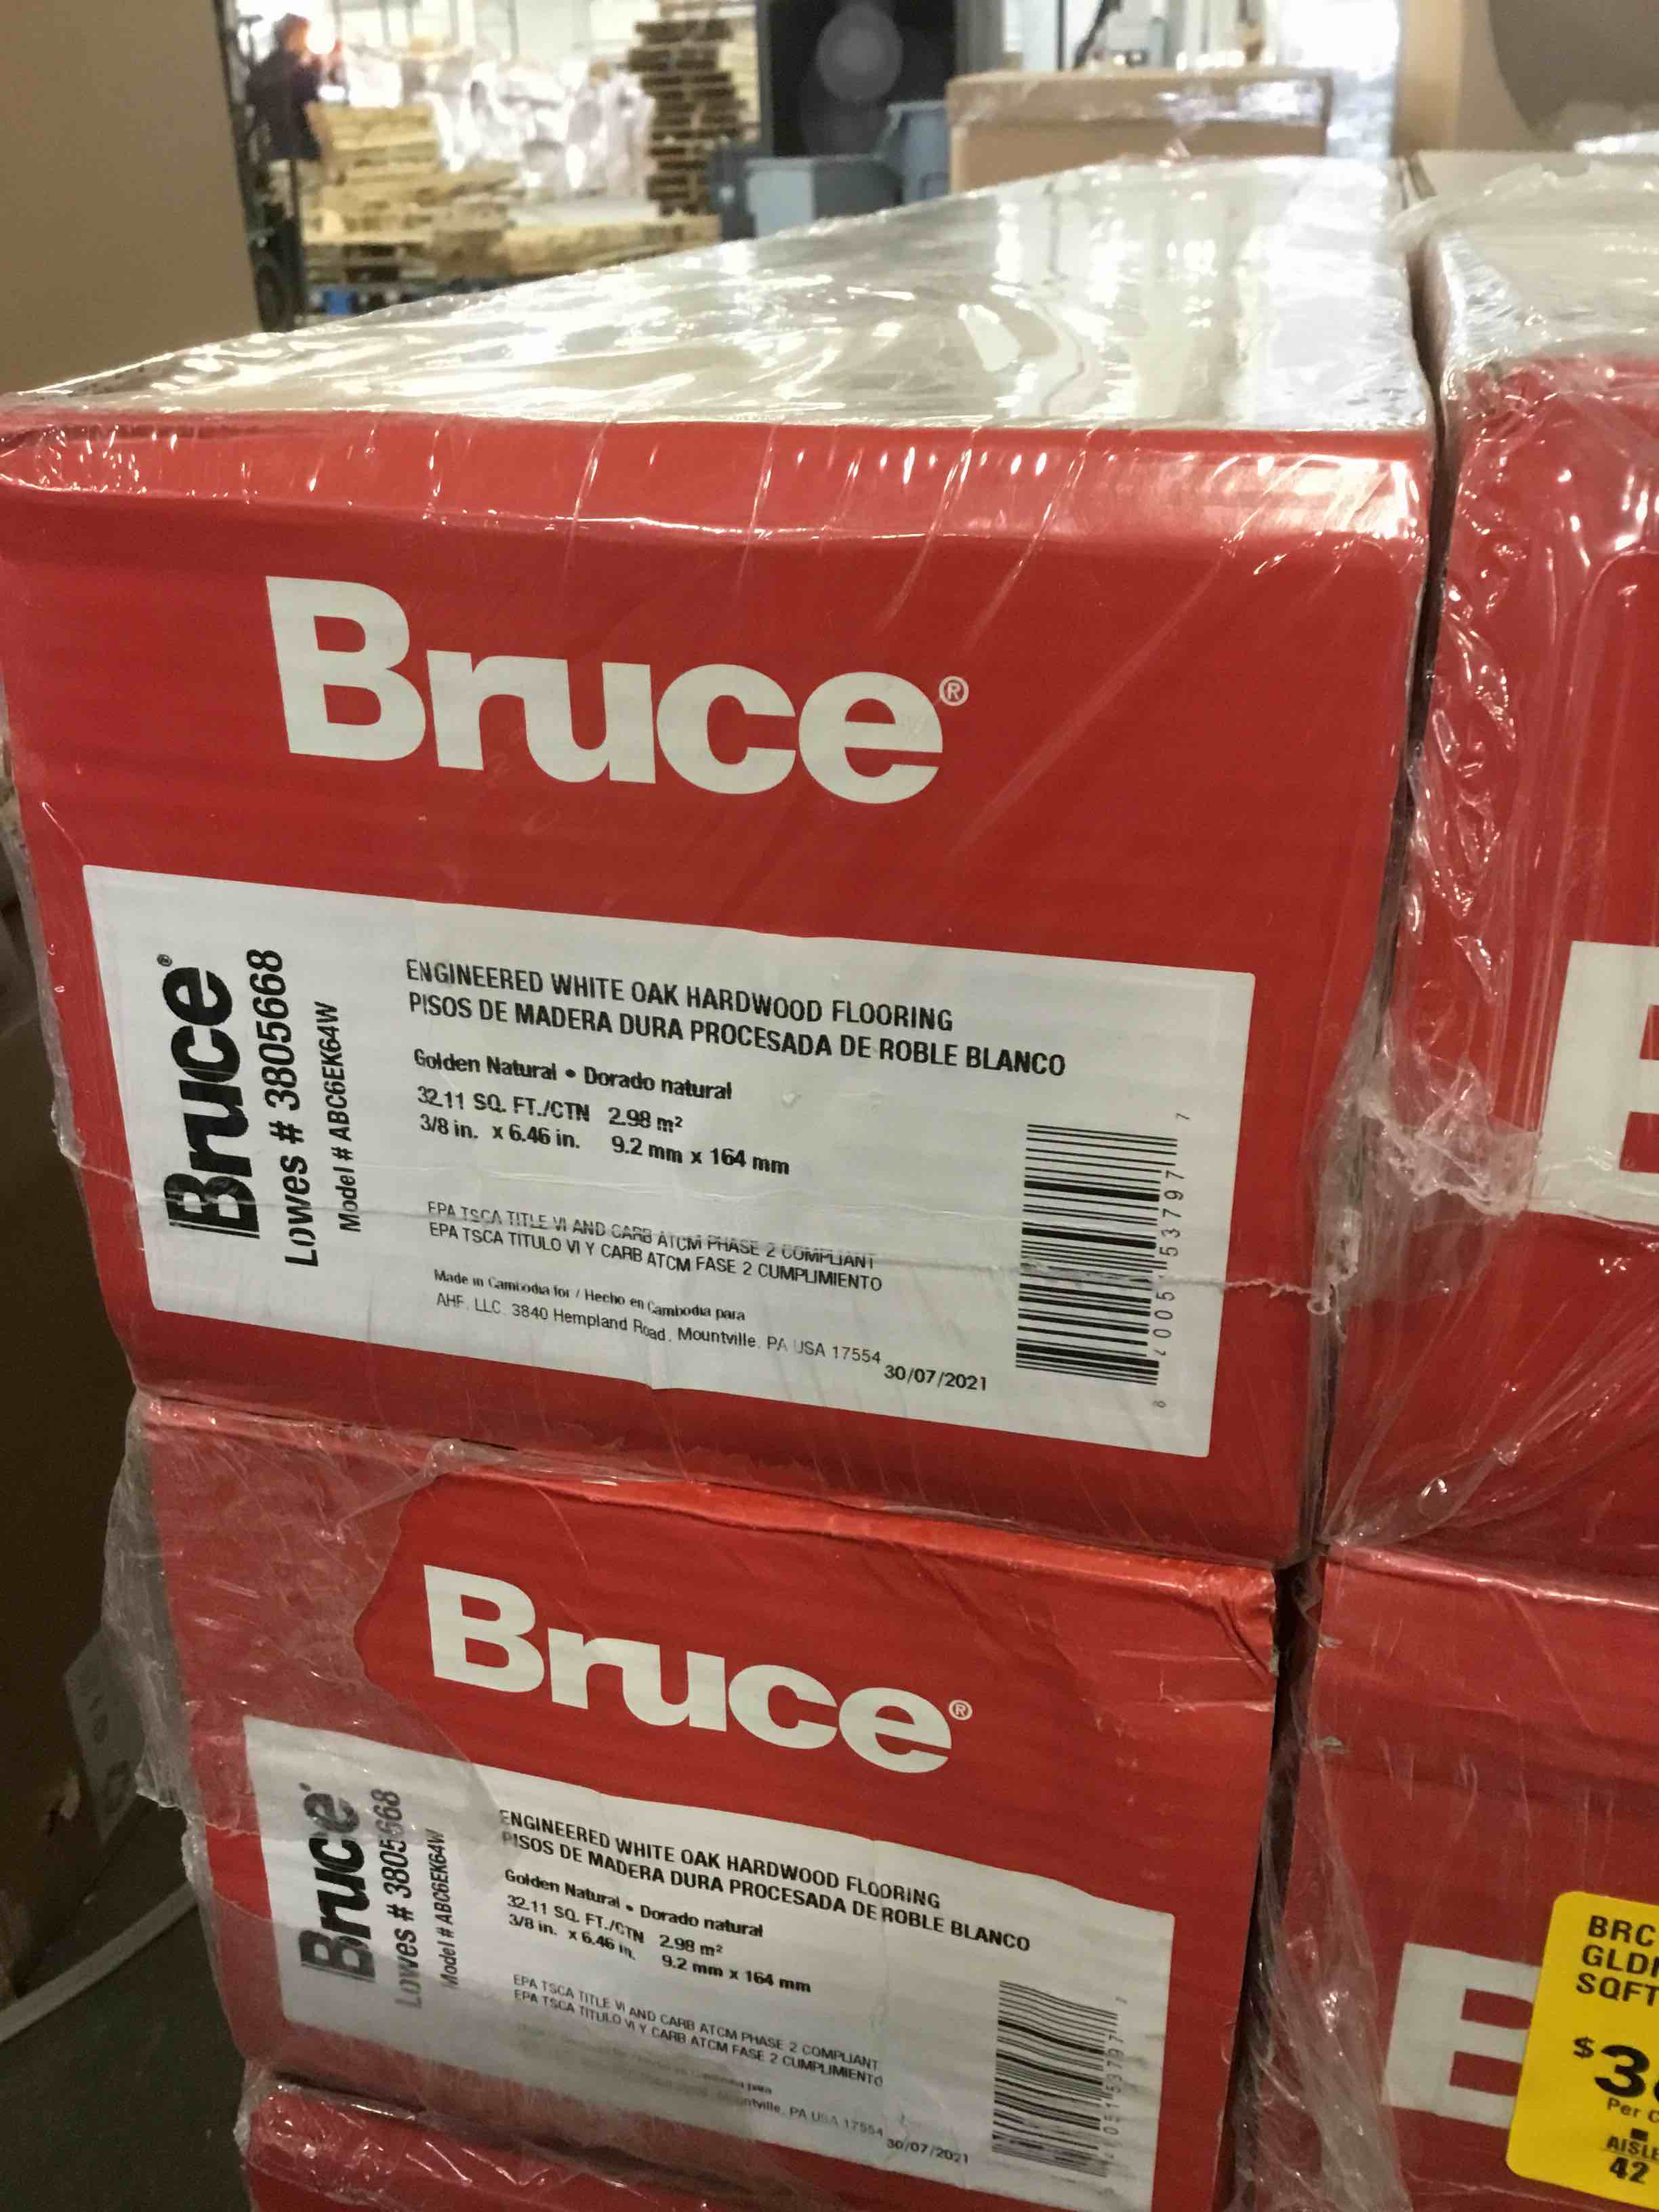 Bruce®
Bruce®
Lowes # 3805668
Model # ABC6EK64W
ENGINEERED WHITE OAK HARDWOOD FLOORING
PISOS DE MADERA DURA PROCESADA DE ROBLE BLANCO
Golden Natural • Dorado natural
32.11 SQ. FT./CTN 2.98 m²
3/8 in. x 6.46 in. 9.2 mm x 164 mm
EPA TSCA TITLE VI AND CARB ATCM PHASE 2 COMPLIANT
EPA TSCA TITULO VI Y CARB ATCM FASE 2 CUMPLIMIENTO
Made in Cambodia for / Hecho en Cambodia para
AHF, LLC. 3840 Hempland Road, Mountville, PA USA 17554
30/07/2021
Bruce®
Bruce®
Lowes # 3805668
Model # ABC6EK64W
ENGINEERED WHITE OAK HARDWOOD FLOORING
PISOS DE MADERA DURA PROCESADA DE ROBLE BLANCO
Golden Natural • Dorado natural
32.11 SQ. FT./CTN 2.98 m²
3/8 in. x 6.46 in. 9.2 mm x 164 mm
EPA TSCA TITLE VI AND CARB ATCM PHASE 2 COMPLIANT
EPA TSCA TITULO VI Y CARB ATCM FASE 2 CUMPLIMIENTO
para
PA USA 17554
30/07/2021
BRC
SQFT
$3
Per
AISLE
42